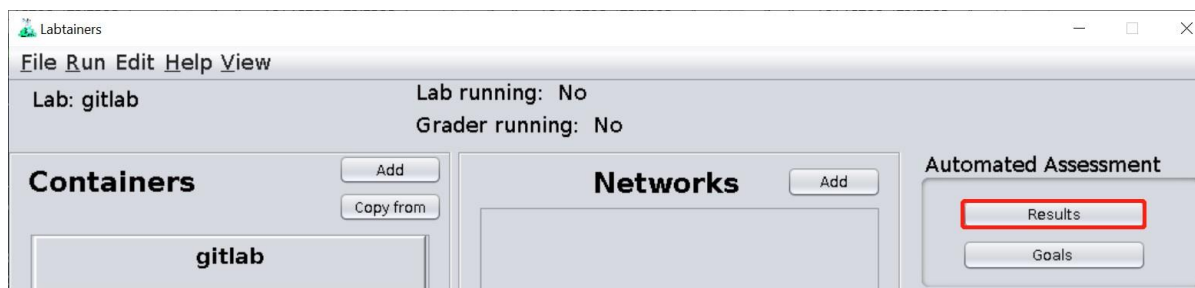 Labtainers
File Run Edit Help View
Lab: gitlab
Lab running: No
Grader running: No
Containers
Add
Copy from
gitlab
Networks
Add
Automated Assessment
Results
Goals